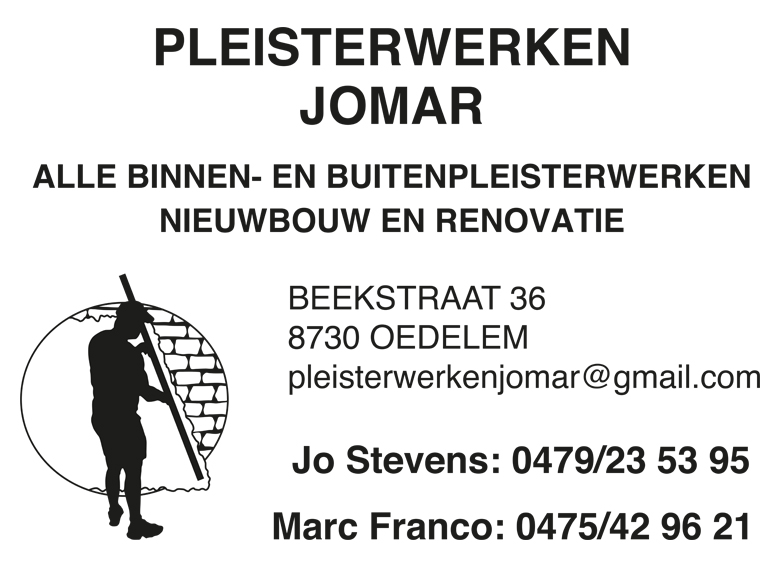 PLEISTERWERKEN
JOMAR
ALLE BINNEN- EN BUITENPLEISTERWERKEN
NIEUWBOUW EN RENOVATIE
BEEKSTRAAT 36
8730 OEDELEM
pleisterwerkenjomar@gmail.com
Jo Stevens: 0479/23 53 95
Marc Franco: 0475/42 96 21